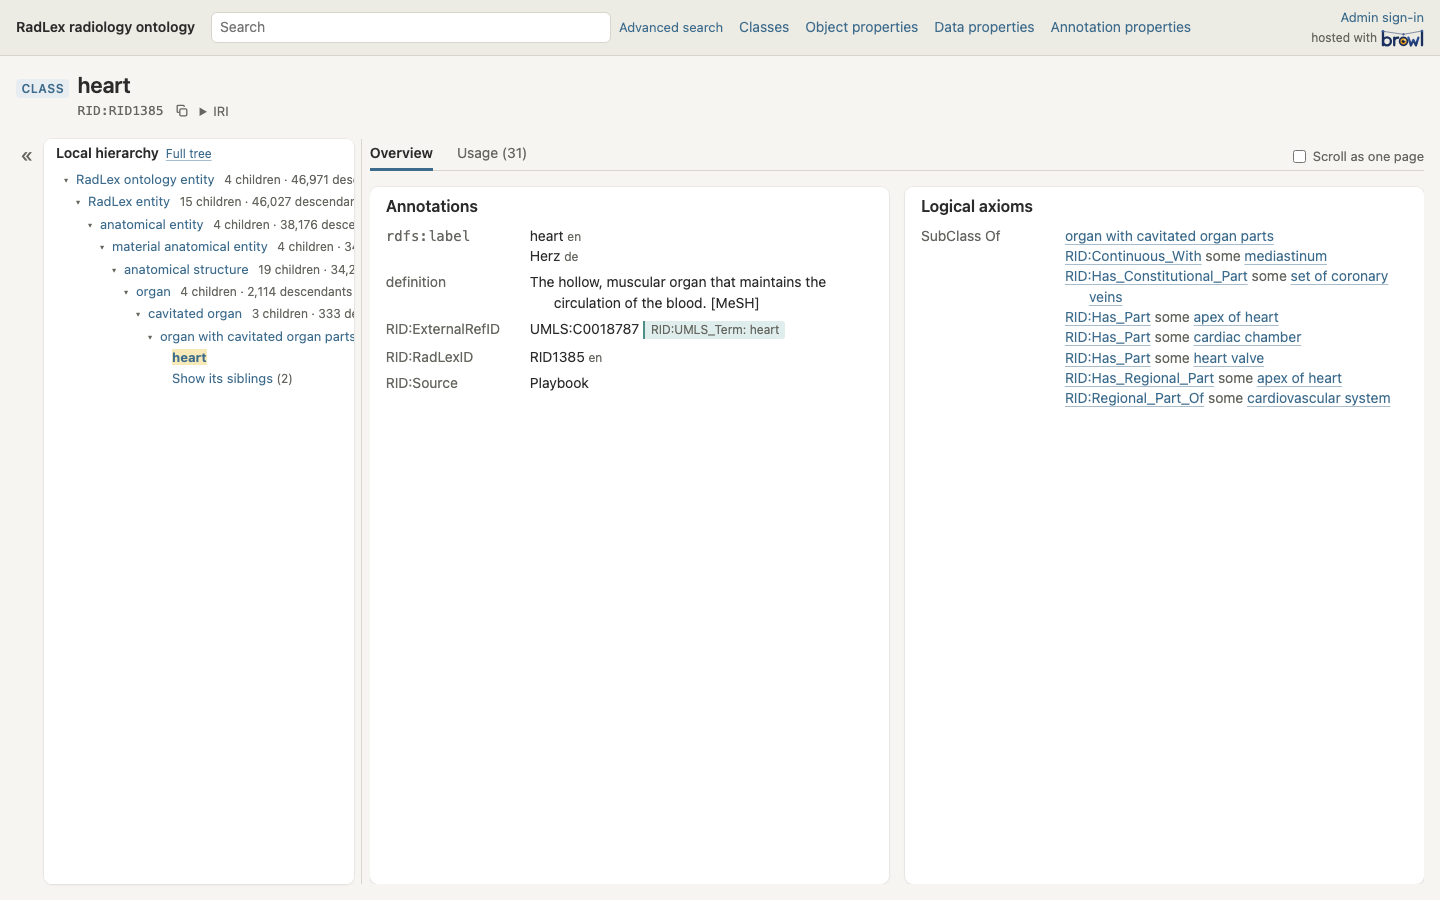 RadLex radiology ontology
Search
Advanced search
Classes
Object properties
Data properties
Annotation properties
Admin sign-in
hosted with browl
CLASS
heart
RID:RID1385
IRI
Local hierarchy Full tree
RadLex ontology entity 4 children · 46,971 desc
RadLex entity 15 children · 46,027 descendan
anatomical entity 4 children · 38,176 desce
material anatomical entity 4 children · 34
anatomical structure 19 children · 34,2
organ 4 children · 2,114 descendants
cavitated organ 3 children · 333 de
organ with cavitated organ parts
heart
Show its siblings (2)
Overview
Usage (31)
Scroll as one page
Annotations
rdfs:label heart en
Herz de
definition The hollow, muscular organ that maintains the
circulation of the blood. [MeSH]
RID:ExternalRefID UMLS:C0018787 RID:UMLS_Term: heart
RID:RadLexID RID1385 en
RID:Source Playbook
Logical axioms
SubClass Of organ with cavitated organ parts
RID:Continuous_With some mediastinum
RID:Has_Constitutional_Part some set of coronary
veins
RID:Has_Part some apex of heart
RID:Has_Part some cardiac chamber
RID:Has_Part some heart valve
RID:Has_Regional_Part some apex of heart
RID:Regional_Part_Of some cardiovascular system